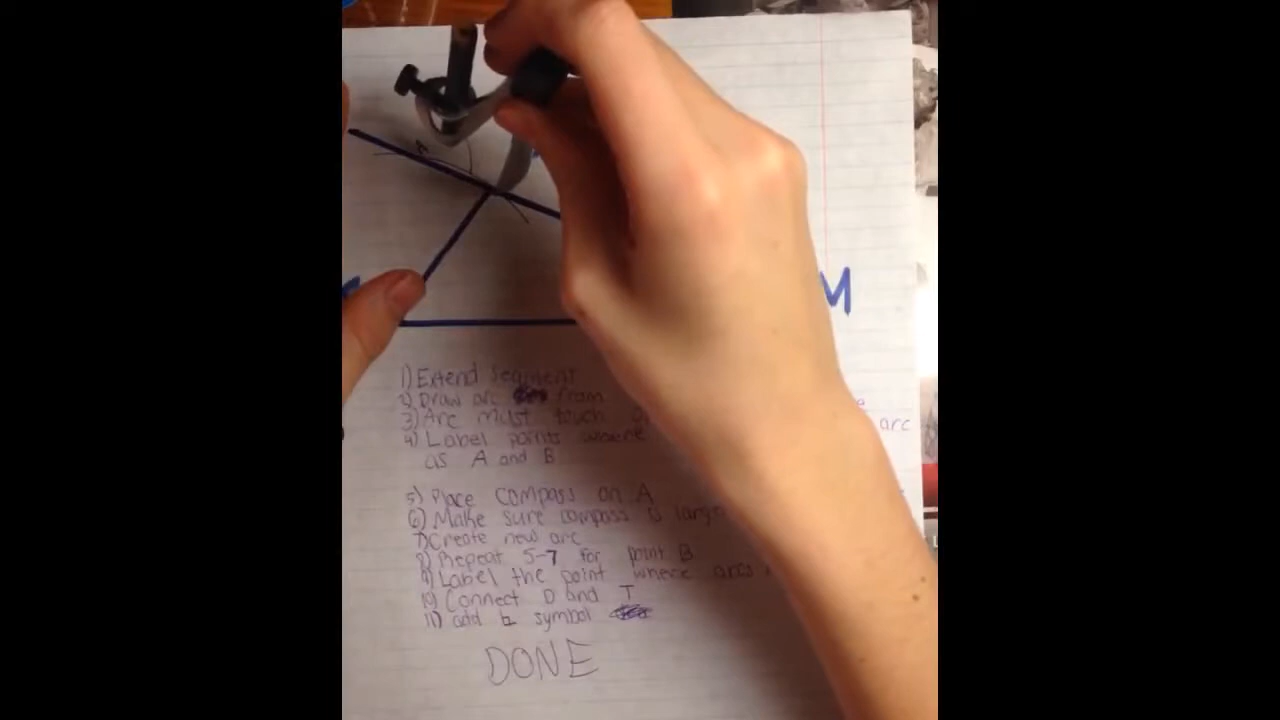 A
M
1) Extend segment
2) Draw arc from
3) Arc must touch arc
4) Label points where
as A and B
5) Place compass on A
6) Make sure compass is large
7) Create new arc
8) Repeat 5-7 for point B
9) Label the point where arcs
10) Connect D and T
11) add ⊾ symbol
DONE